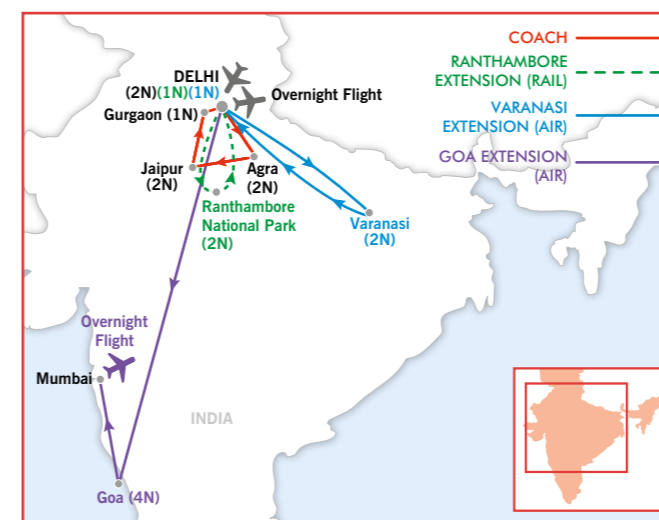 COACH
RANTHAMBORE
EXTENSION (RAIL)
VARANASI
EXTENSION (AIR)
GOA EXTENSION
(AIR)
DELHI
(2N)(1N)(1N)
Overnight Flight
Gurgaon (1N)
Jaipur
(2N)
Agra
(2N)
Ranthambore
National Park
(2N)
Varanasi
(2N)
Overnight
Flight
Mumbai
INDIA
Goa (4N)